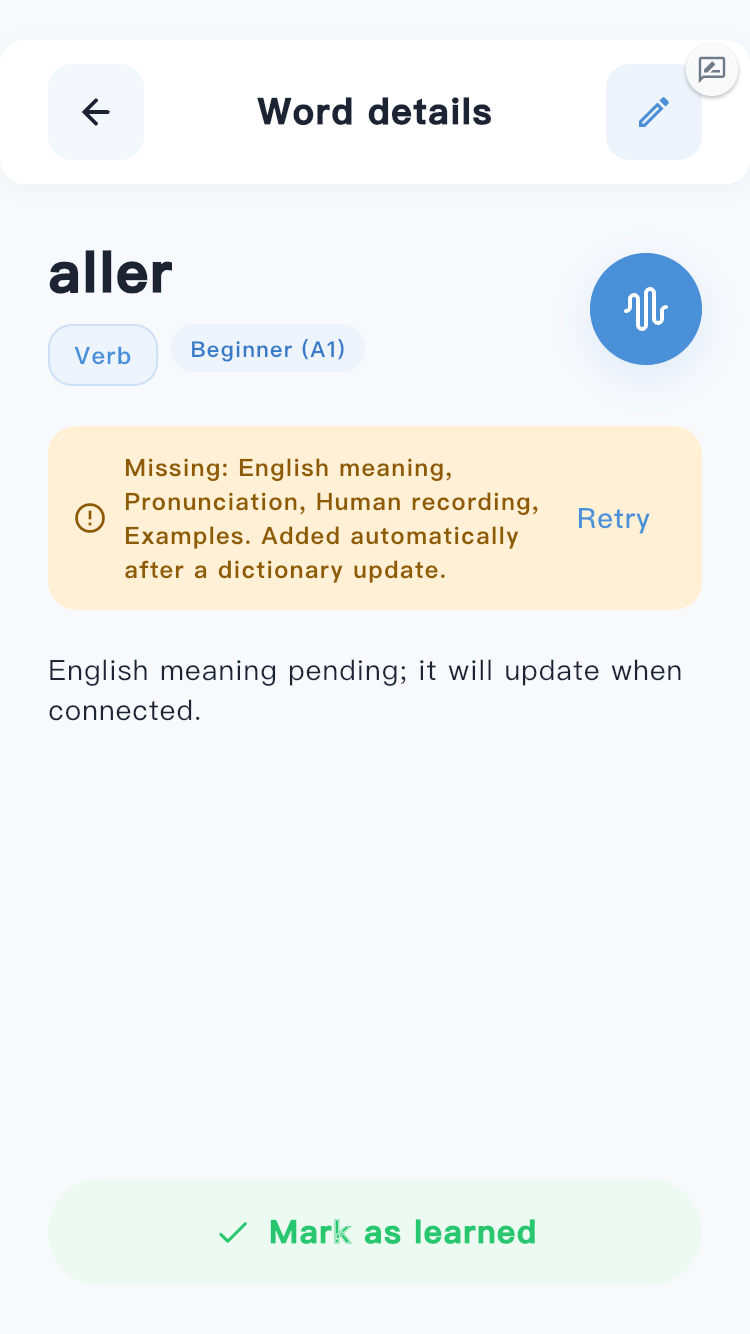 Word details
aller
Verb
Beginner (A1)
Missing: English meaning,
Pronunciation, Human recording,
Examples. Added automatically
after a dictionary update.
Retry
English meaning pending; it will update when
connected.
Mark as learned